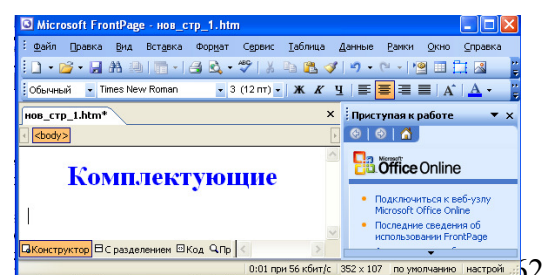 Microsoft FrontPage - нов_стр_1.htm
Файл Правка Вид Вставка Формат Сервис Таблица Данные Рамки Окно Справка
Обычный Times New Roman 3 (12 пт) Ж К Ч A A
нов_стр_1.htm* Приступая к работе
<body>
Microsoft
Office Online
Комплектующие
Подключиться к веб-узлу
Microsoft Office Online
Последние сведения об
использовании FrontPage
Конструктор С разделением Код Пр
0:01 при 56 кбит/с 352 x 107 по умолчанию настрой
62